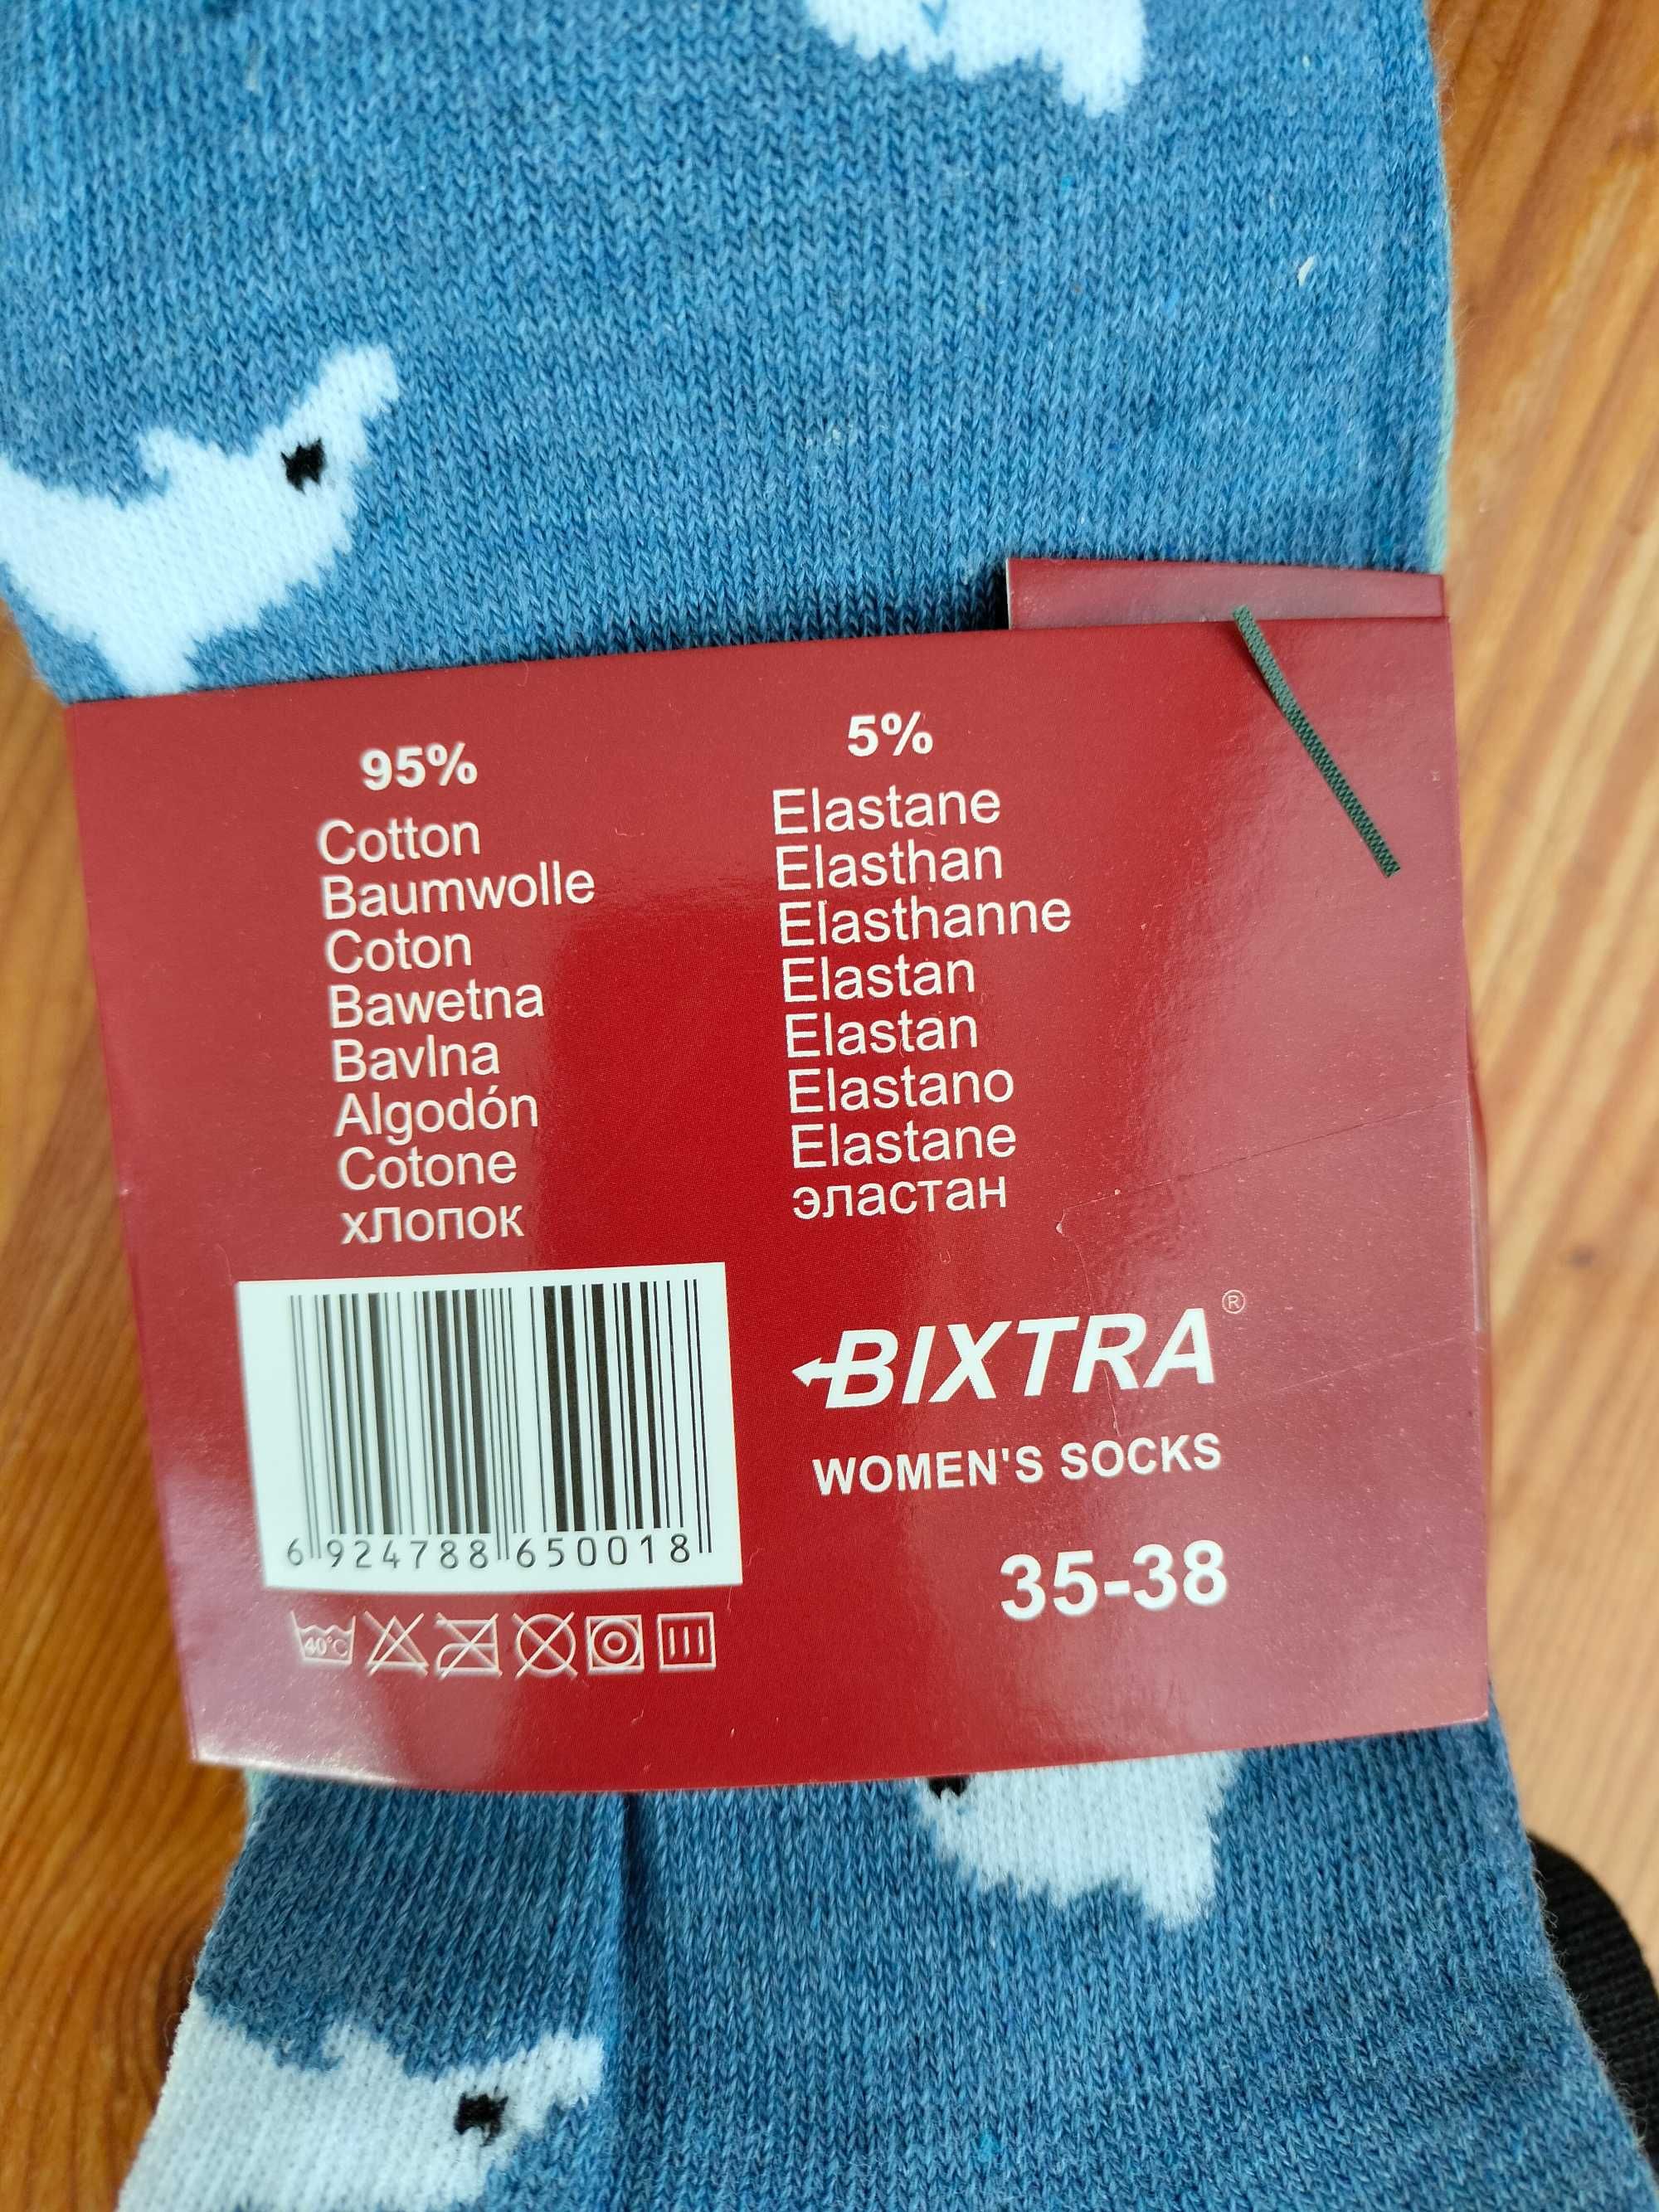 95%
Cotton
Baumwolle
Coton
Bawetna
Bavlna
Algodón
Cotone
хлопок
5%
Elastane
Elasthan
Elasthanne
Elastan
Elastan
Elastano
Elastane
эластан
6 924788 650018
40°C
BIXTRA®
WOMEN'S SOCKS
35-38